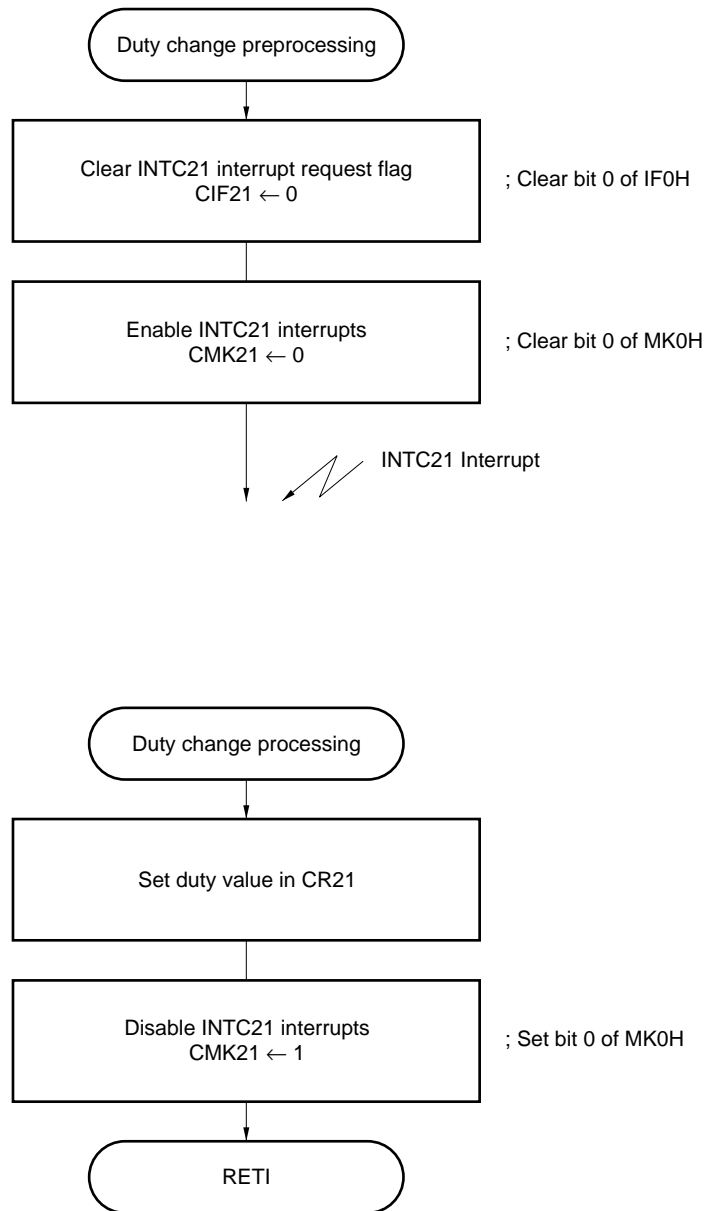 Duty change preprocessing
Clear INTC21 interrupt request flag
CIF21 ← 0
; Clear bit 0 of IF0H
Enable INTC21 interrupts
CMK21 ← 0
; Clear bit 0 of MK0H
INTC21 Interrupt
Duty change processing
Set duty value in CR21
Disable INTC21 interrupts
CMK21 ← 1
; Set bit 0 of MK0H
RETI